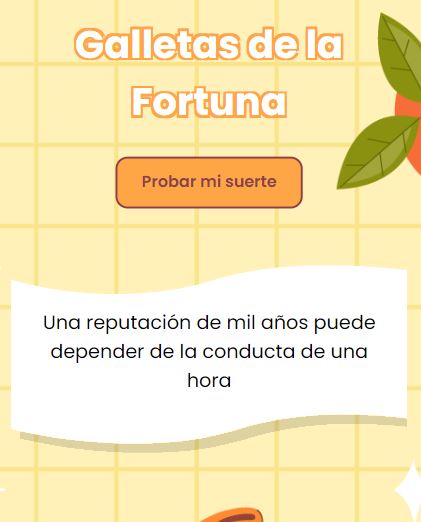 Galletas de la
Fortuna
Probar mi suerte
Una reputación de mil años puede
depender de la conducta de una
hora